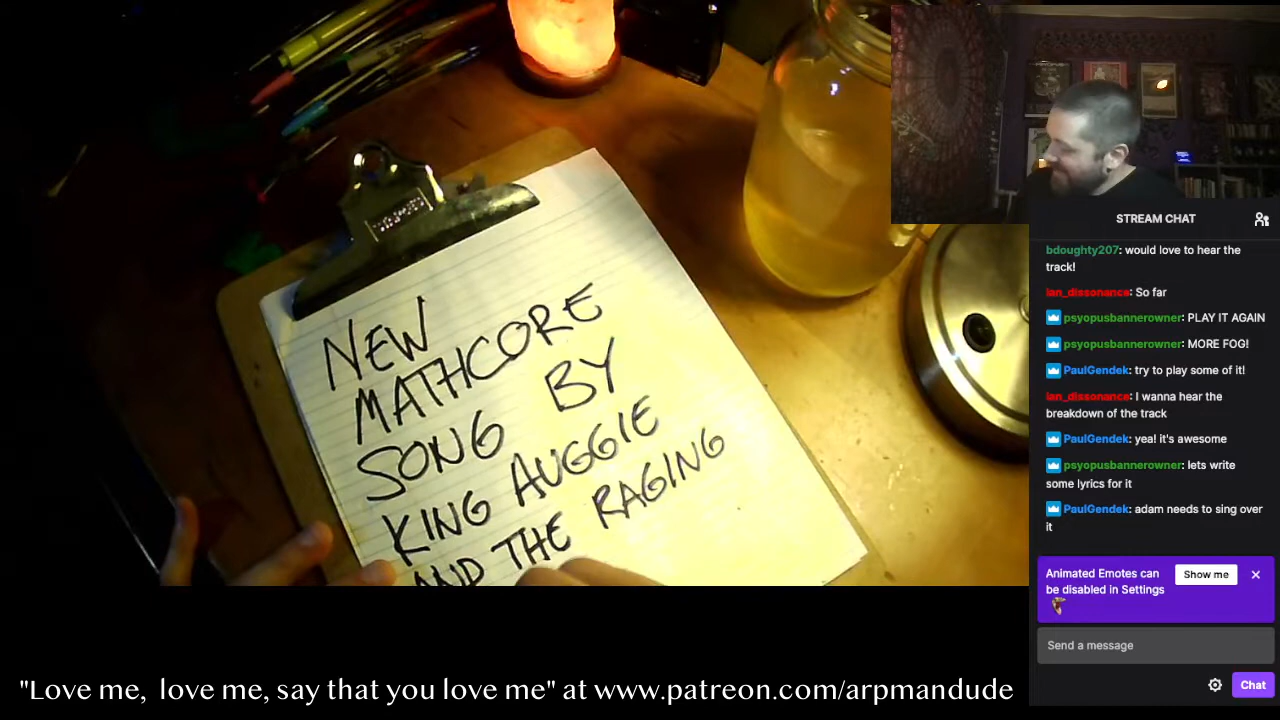 NEW
MATHCORE
SONG BY
KING AUGGIE
AND THE RAGING
STREAM CHAT
bdoughty207: would love to hear the
track!
ian_dissonance: So far
psyopusbannerowner: PLAY IT AGAIN
psyopusbannerowner: MORE FOG!
PaulGendek: try to play some of it!
ian_dissonance: I wanna hear the
breakdown of the track
PaulGendek: yea! it's awesome
psyopusbannerowner: lets write
some lyrics for it
PaulGendek: adam needs to sing over
it
Animated Emotes can
be disabled in Settings
Show me
Send a message
Chat
"Love me, love me, say that you love me" at www.patreon.com/arpmandude